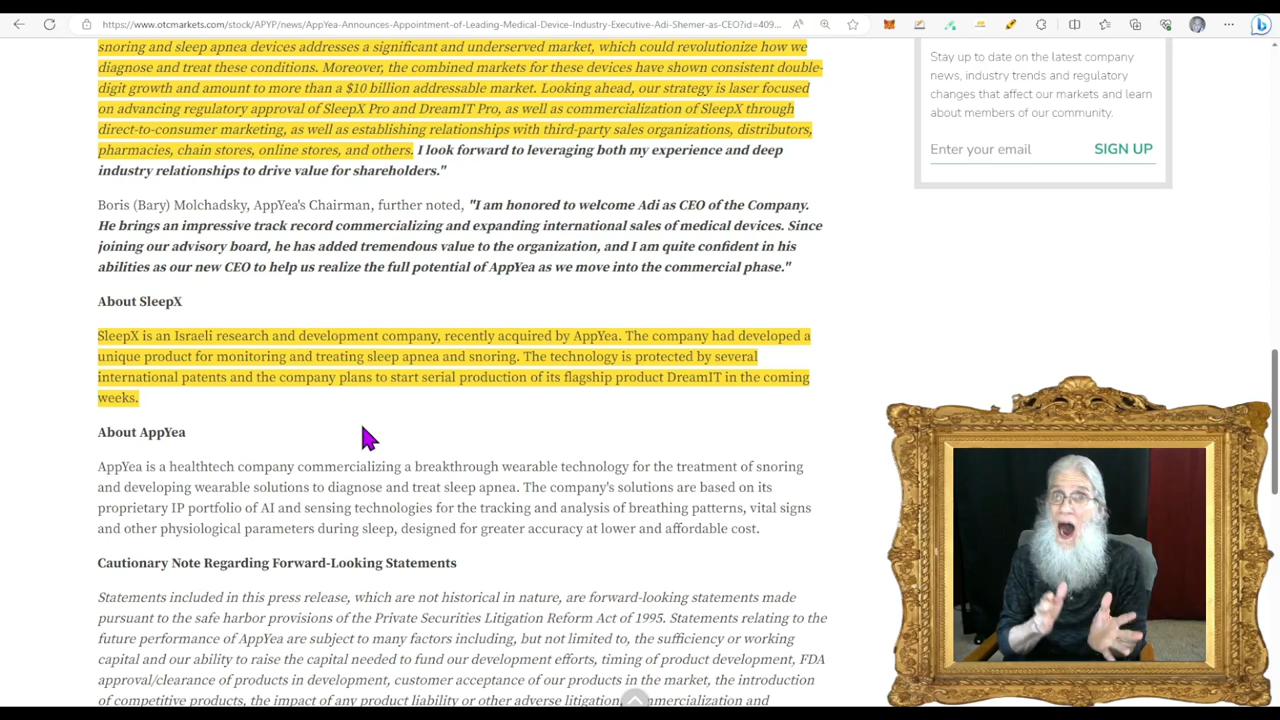 https://www.otcmarkets.com/stock/APYP/news/AppYea-Announces-Appointment-of-Leading-Medical-Device-Industry-Executive-Adi-Shemer-as-CEO?id=409...
snoring and sleep apnea devices addresses a significant and underserved market, which could revolutionize how we
diagnose and treat these conditions. Moreover, the combined markets for these devices have shown consistent double-
digit growth and amount to more than a $10 billion addressable market. Looking ahead, our strategy is laser focused
on advancing regulatory approval of SleepX Pro and DreamIT Pro, as well as commercialization of SleepX through
direct-to-consumer marketing, as well as establishing relationships with third-party sales organizations, distributors,
pharmacies, chain stores, online stores, and others. I look forward to leveraging both my experience and deep
industry relationships to drive value for shareholders."
Boris (Bary) Molchadsky, AppYea's Chairman, further noted, "I am honored to welcome Adi as CEO of the Company.
He brings an impressive track record commercializing and expanding international sales of medical devices. Since
joining our advisory board, he has added tremendous value to the organization, and I am quite confident in his
abilities as our new CEO to help us realize the full potential of AppYea as we move into the commercial phase."
About SleepX
SleepX is an Israeli research and development company, recently acquired by AppYea. The company had developed a
unique product for monitoring and treating sleep apnea and snoring. The technology is protected by several
international patents and the company plans to start serial production of its flagship product DreamIT in the coming
weeks.
About AppYea
AppYea is a healthtech company commercializing a breakthrough wearable technology for the treatment of snoring
and developing wearable solutions to diagnose and treat sleep apnea. The company's solutions are based on its
proprietary IP portfolio of AI and sensing technologies for the tracking and analysis of breathing patterns, vital signs
and other physiological parameters during sleep, designed for greater accuracy at lower and affordable cost.
Cautionary Note Regarding Forward-Looking Statements
Statements included in this press release, which are not historical in nature, are forward-looking statements made
pursuant to the safe harbor provisions of the Private Securities Litigation Reform Act of 1995. Statements relating to the
future performance of AppYea are subject to many factors including, but not limited to, the sufficiency or working
capital and our ability to raise the capital needed to fund our development efforts, timing of product development, FDA
approval/clearance of products in development, customer acceptance of our products in the market, the introduction
of competitive products, the impact of any product liability or other adverse litigation, commercialization and
Stay up to date on the latest company
news, industry trends and regulatory
changes that affect our markets and learn
about members of our community.
Enter your email SIGN UP